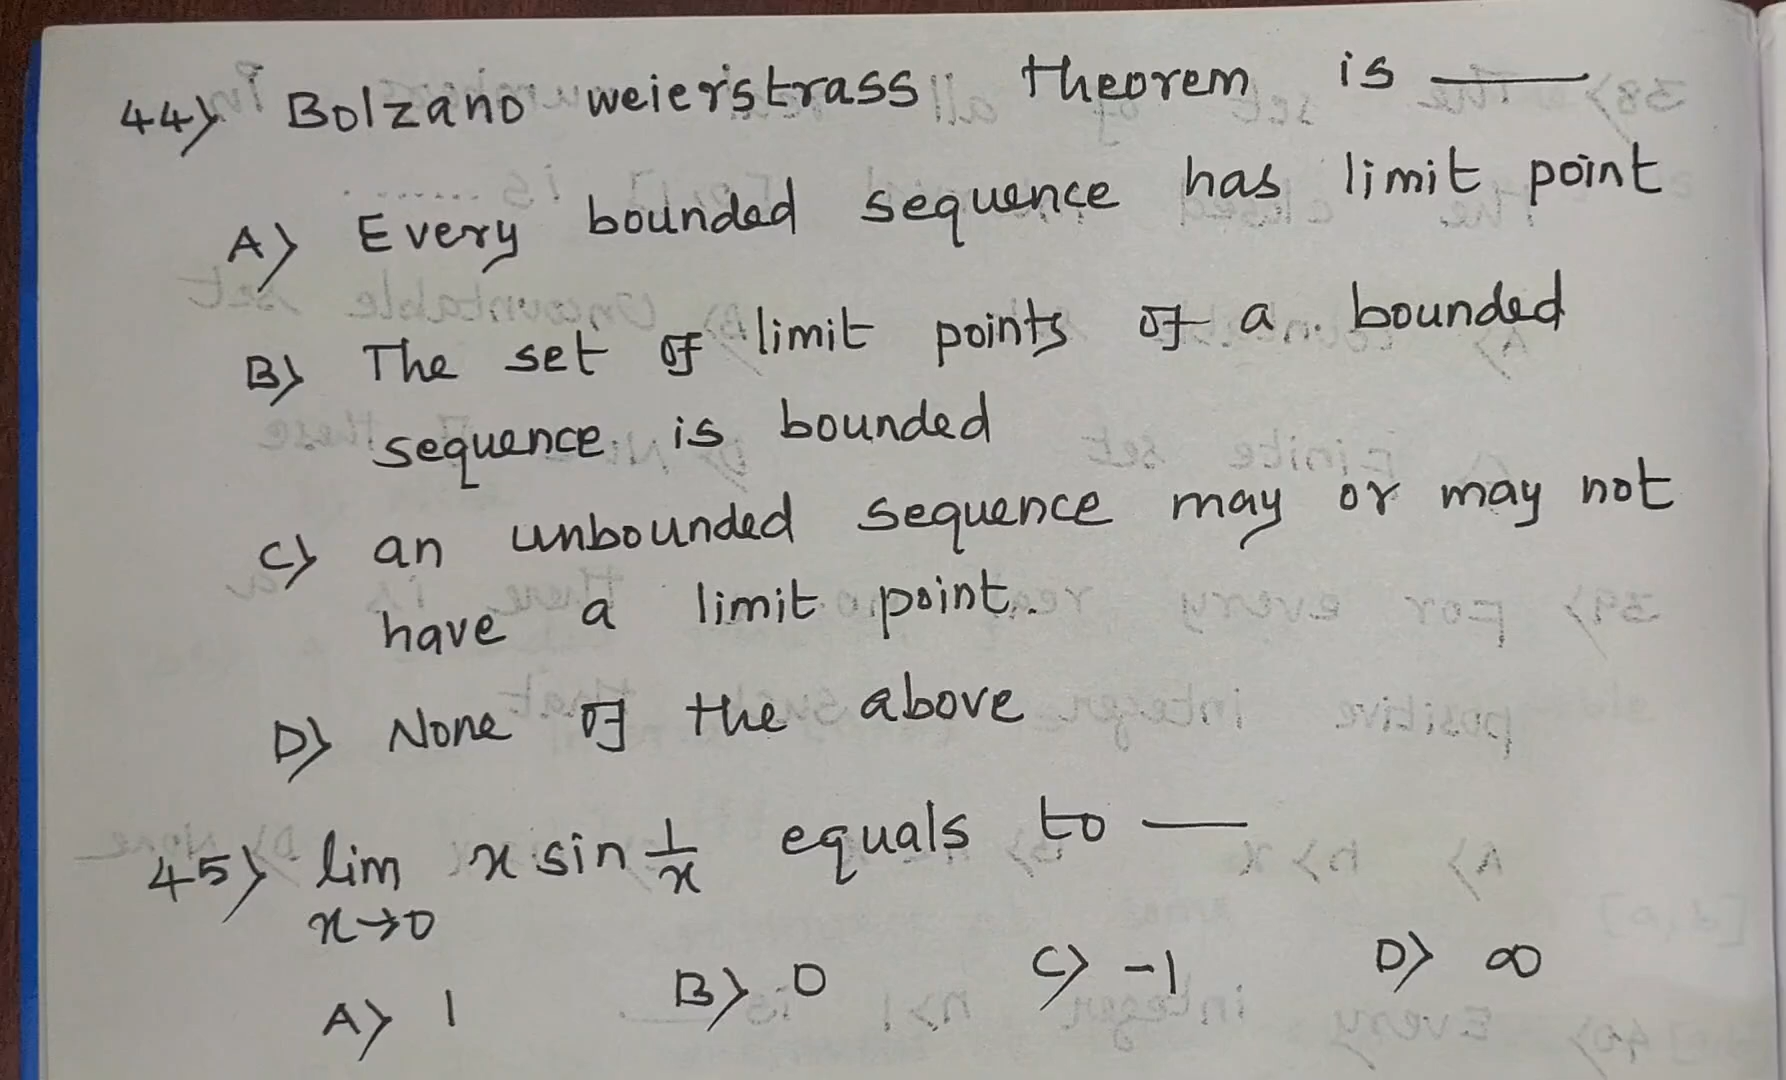 44) Bolzano weierstrass theorem is ___
A) Every bounded sequence has limit point
B) The set of limit points of a bounded
sequence is bounded
C) an unbounded sequence may or may not
have a limit point.
D) None of the above
45) lim x sin 1/x equals to ___
x→0
A) 1 B) 0 C) -1 D) ∞